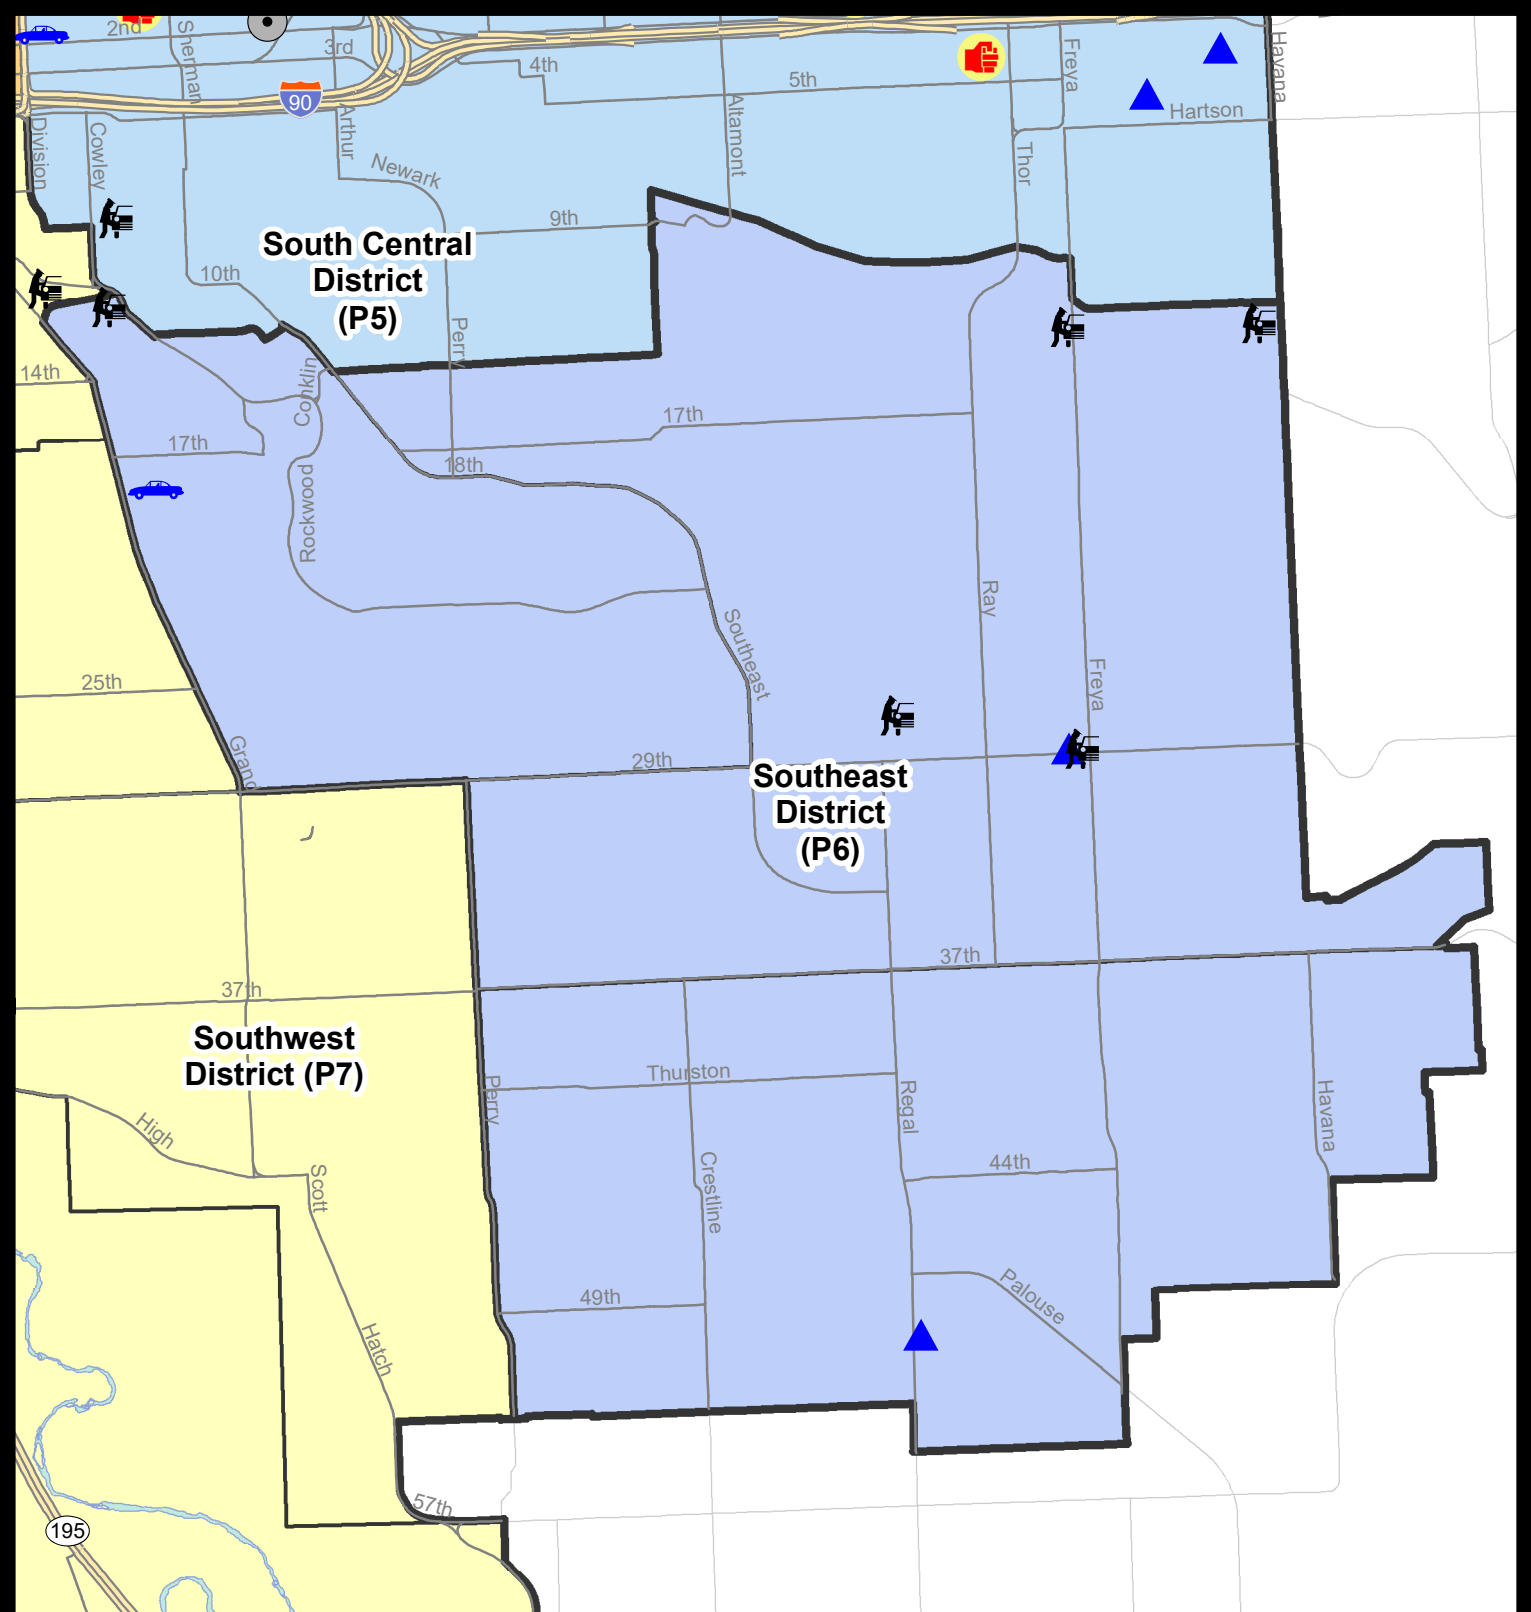 2nd
Sherman
3rd
4th
5th
Freya
Havana
90
Hartson
Division
Cowley
Arthur
Altamont
Thor
Newark
9th
South Central
District
(P5)
10th
Perry
14th
Conklin
17th
17th
18th
Rockwood
Ray
Southeast
Freya
25th
Grand
29th
Southeast
District
(P6)
37th
37th
Southwest
District (P7)
Thurston
Perry
Regal
Havana
High
Scott
Crestline
44th
Palouse
49th
Hatch
57th
195